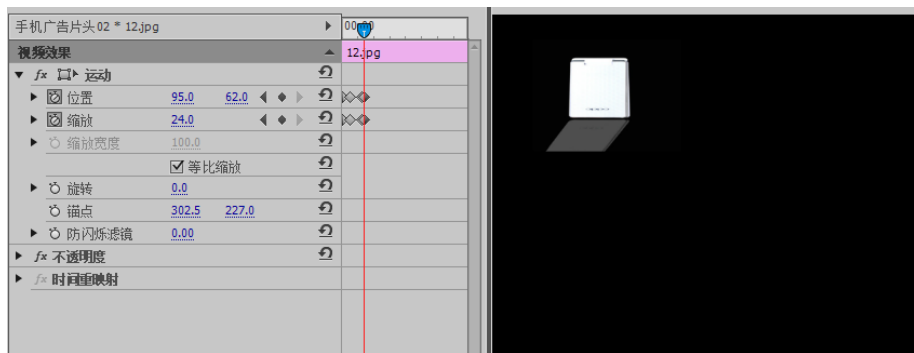 手机广告片头02 * 12.jpg
视频效果 12.jpg
fx 运动
位置 95.0 62.0
缩放 24.0
缩放宽度 100.0
等比缩放
旋转 0.0
锚点 302.5 227.0
防闪烁滤镜 0.00
fx 不透明度
fx 时间重映射